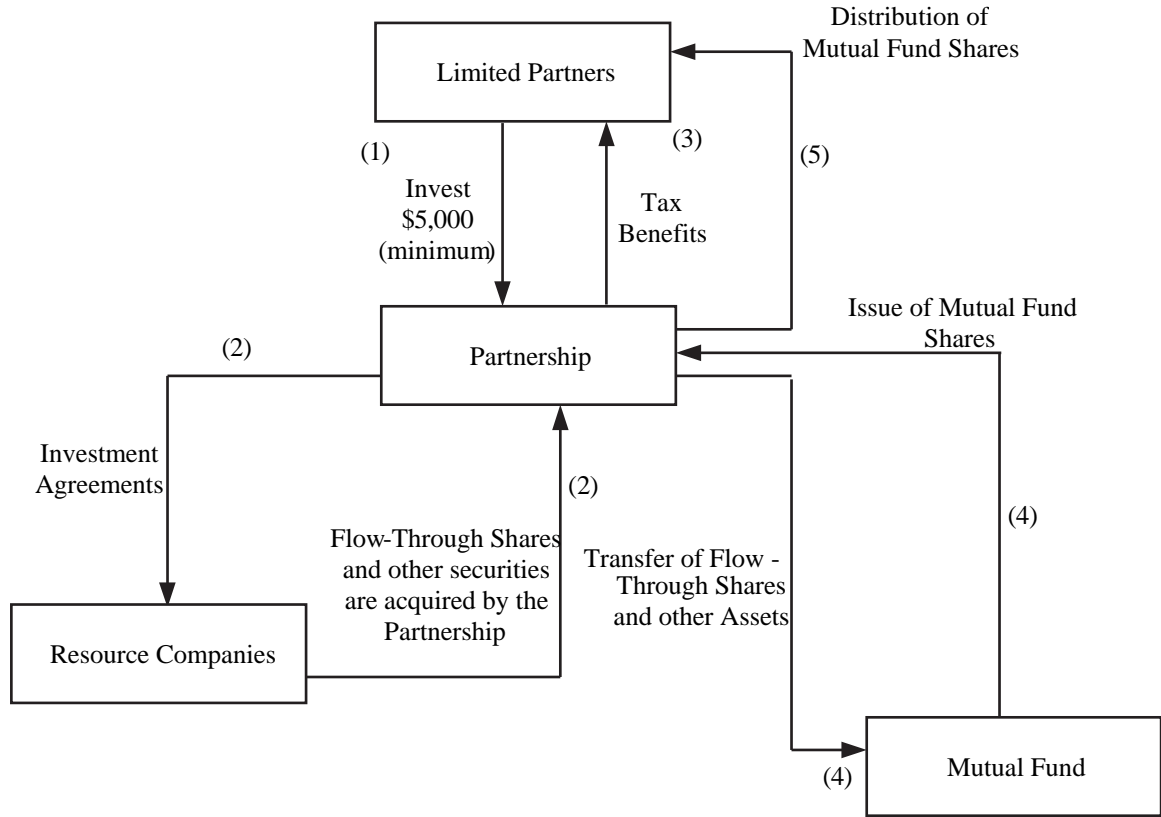 Distribution of
Mutual Fund Shares
Limited Partners
(1)
(3)
(5)
Invest
$5,000
(minimum)
Tax
Benefits
Issue of Mutual Fund
Shares
(2)
Partnership
Investment
Agreements
(2)
(4)
Flow-Through Shares
and other securities
are acquired by the
Partnership
Transfer of Flow -
Through Shares
and other Assets
Resource Companies
(4)
Mutual Fund